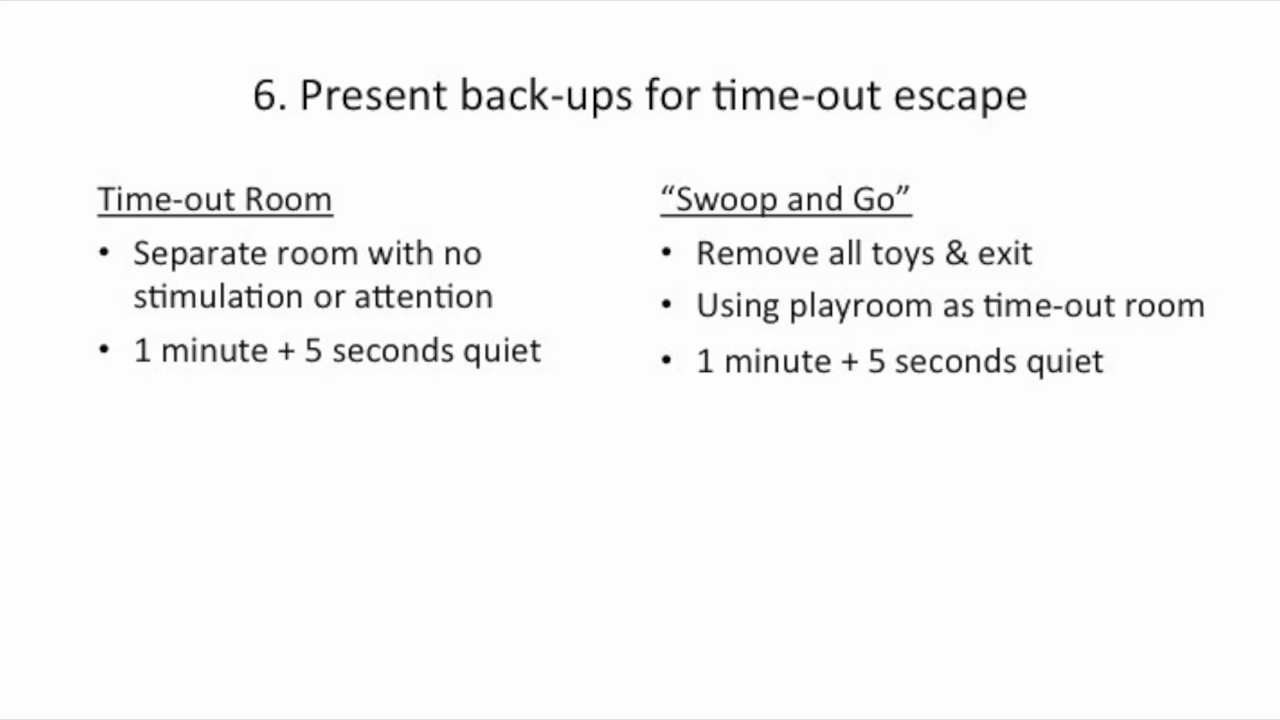 6. Present back-ups for time-out escape
Time-out Room
• Separate room with no
stimulation or attention
• 1 minute + 5 seconds quiet
“Swoop and Go”
• Remove all toys & exit
• Using playroom as time-out room
• 1 minute + 5 seconds quiet